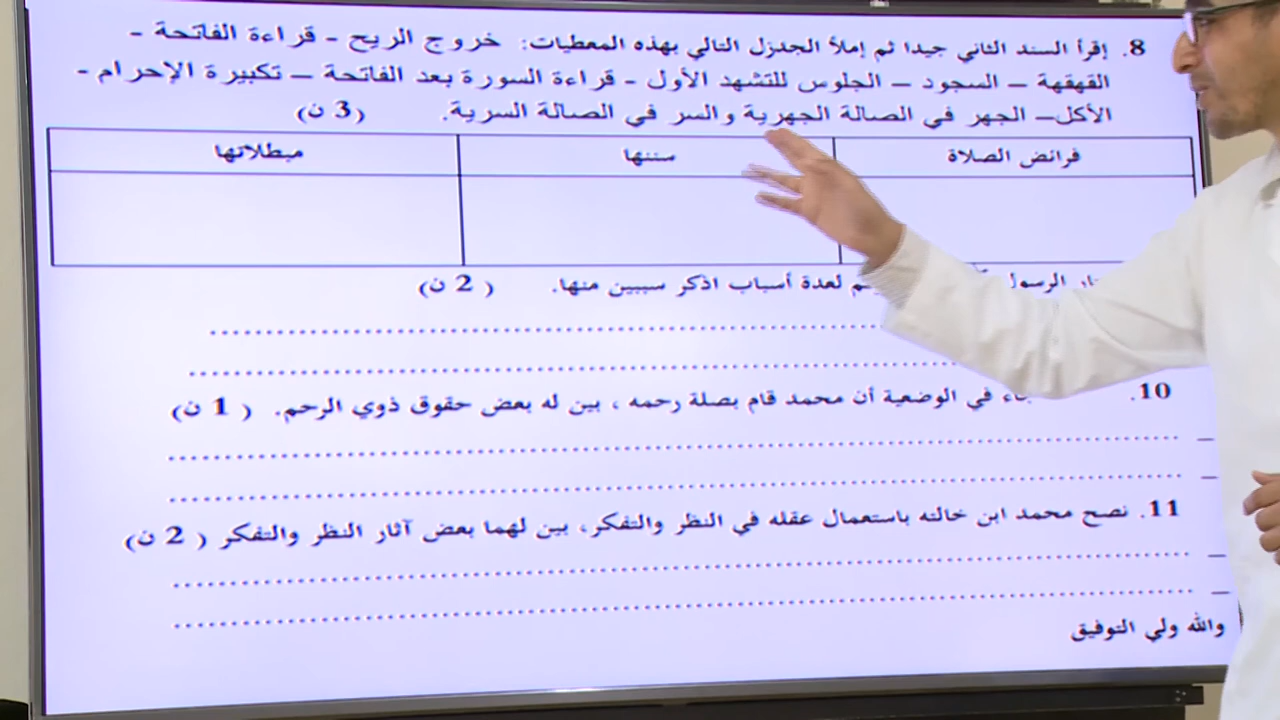 8. إقرأ السند الثاني جيدا ثم إملأ الجدزل التالي بهذه المعطيات: خروج الريح - قراءة الفاتحة -
القهقهة – السجود – الجلوس للتشهد الأول - قراءة السورة بعد الفاتحة – تكبيرة الإحرام -
الأكل– الجهر في الصالة الجهرية والسر في الصالة السرية. (3 ن)
فرائض الصلاة سننها مبطلاتها
الرسول لعدة أسباب اذكر سببين منها. ( 2 ن)
10. في الوضعية أن محمد قام بصلة رحمه ، بين له بعض حقوق ذوي الرحم. ( 1 ن)
11. نصح محمد ابن خالته باستعمال عقله في النظر والتفكر، بين لهما بعض آثار النظر والتفكر ( 2 ن)
والله ولي التوفيق